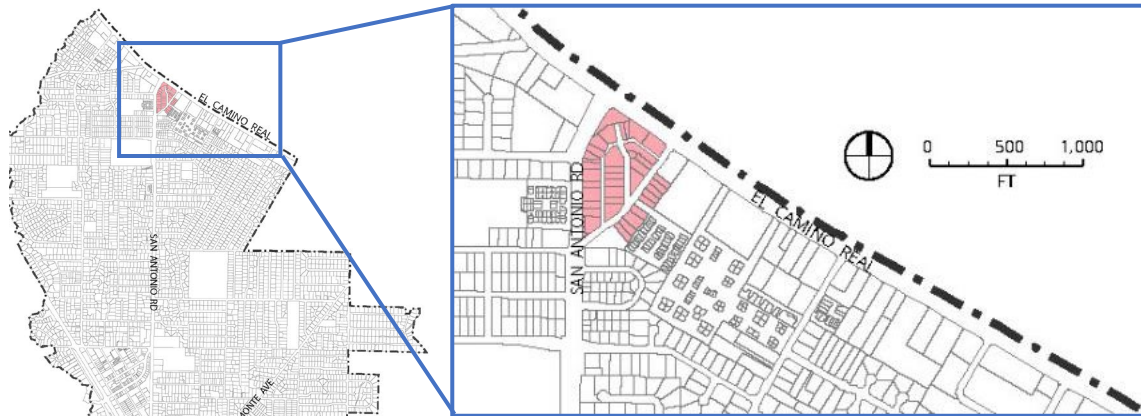 EL CAMINO REAL
SAN ANTONIO RD
MONTE AVE
SAN ANTONIO RD
EL CAMINO REAL
0 500 1,000
FT